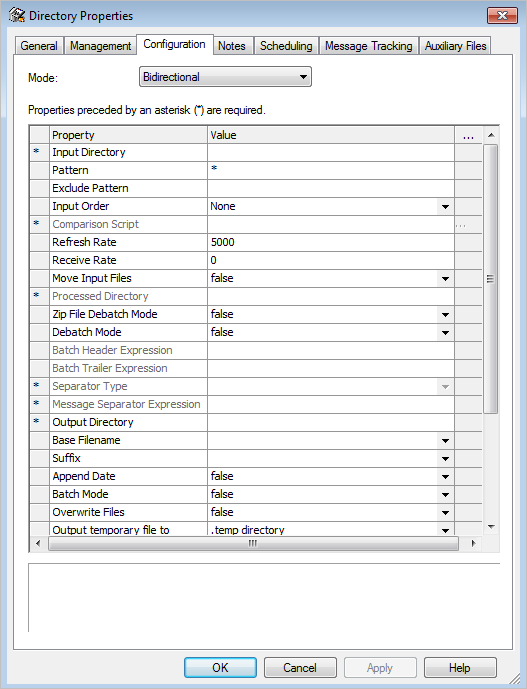 Directory Properties
General Management Configuration Notes Scheduling Message Tracking Auxiliary Files
Mode: Bidirectional
Properties preceded by an asterisk (*) are required.
Property Value ...
* Input Directory
Pattern *
Exclude Pattern
Input Order None
* Comparison Script ...
Refresh Rate 5000
Receive Rate 0
Move Input Files false
* Processed Directory
Zip File Debatch Mode false
Debatch Mode false
Batch Header Expression
Batch Trailer Expression
* Separator Type
* Message Separator Expression
* Output Directory
Base Filename
Suffix
Append Date false
Batch Mode false
Overwrite Files false
Output temporary file to .temp directory
OK Cancel Apply Help